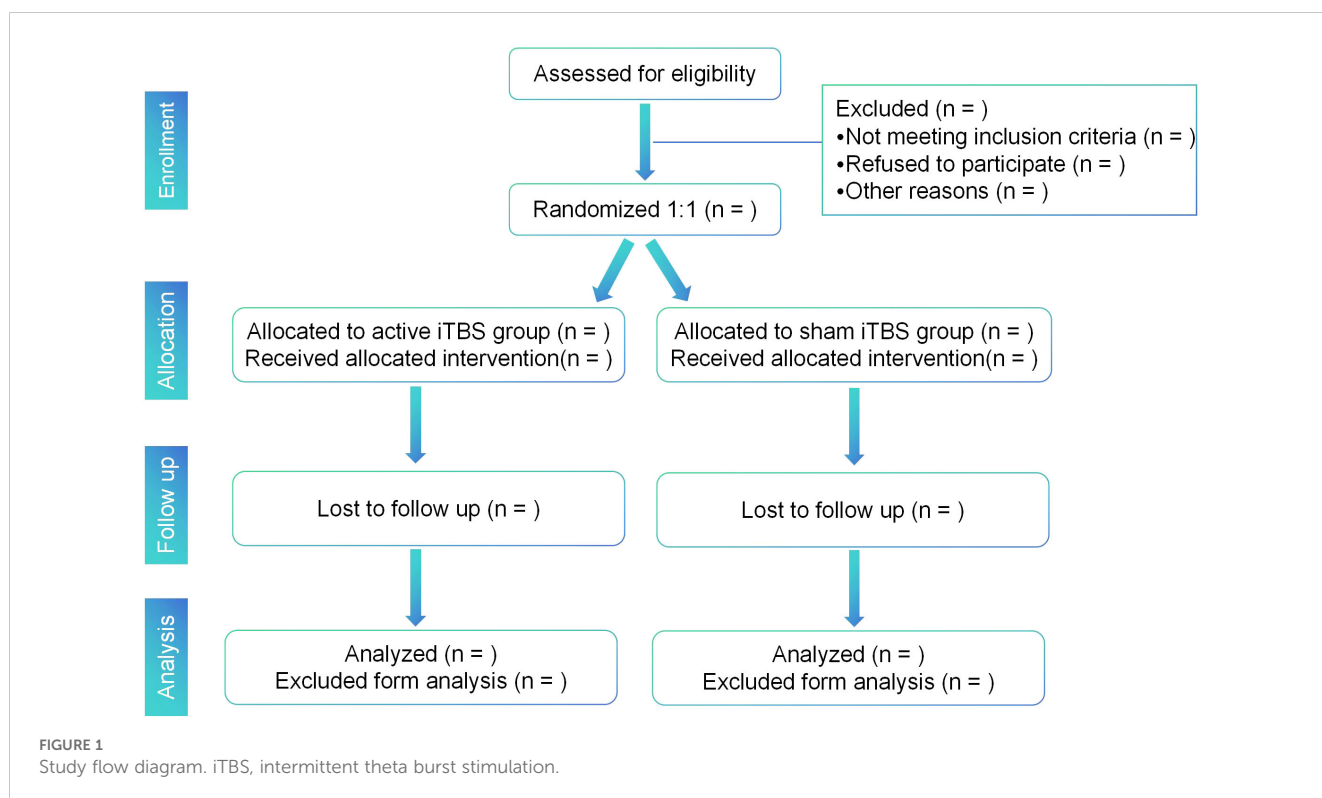 Enrollment
Assessed for eligibility
Excluded (n = )
•Not meeting inclusion criteria (n = )
•Refused to participate (n = )
•Other reasons (n = )
Randomized 1:1 (n = )
Allocation
Allocated to active iTBS group (n = )
Received allocated intervention(n = )
Allocated to sham iTBS group (n = )
Received allocated intervention(n = )
Follow up
Lost to follow up (n = )
Lost to follow up (n = )
Analysis
Analyzed (n = )
Excluded form analysis (n = )
Analyzed (n = )
Excluded form analysis (n = )
FIGURE 1
Study flow diagram. iTBS, intermittent theta burst stimulation.